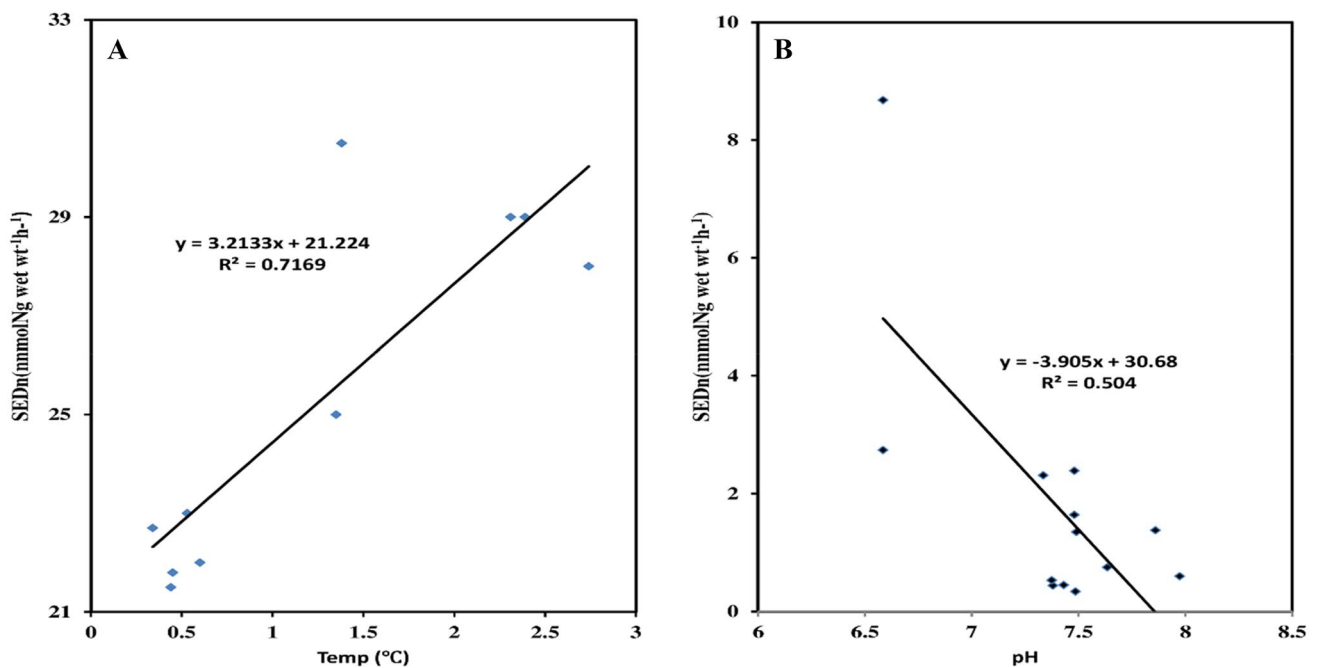 A
33
29
25
21
SEDn(nnmolNg wet wt-1h-1)
y = 3.2133x + 21.224
R² = 0.7169
0 0.5 1 1.5 2 2.5 3
Temp (°C)
B
10
8
6
4
2
0
SEDn(nnmolNg wet wt-1h-1)
y = -3.905x + 30.68
R² = 0.504
6 6.5 7 7.5 8 8.5
pH